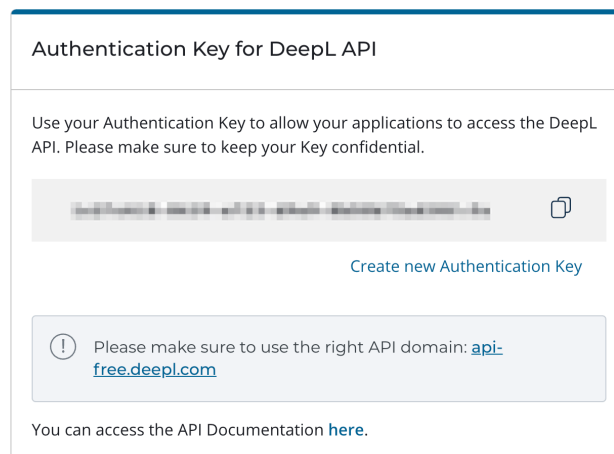 Authentication Key for DeepL API
Use your Authentication Key to allow your applications to access the DeepL
API. Please make sure to keep your Key confidential.
Create new Authentication Key
Please make sure to use the right API domain: api-
free.deepl.com
You can access the API Documentation here.